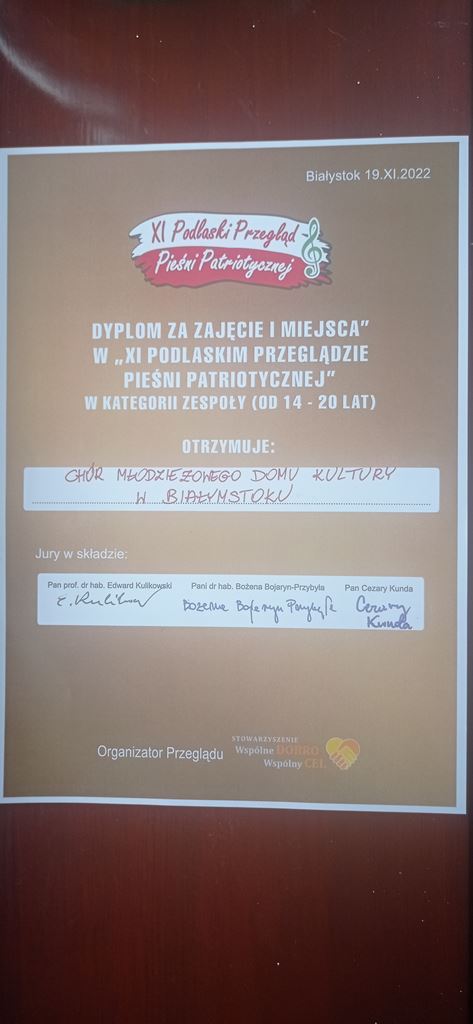 Białystok 19.XI.2022
XI Podlaski Przegląd
Pieśni Patriotycznej
DYPLOM ZA ZAJĘCIE I MIEJSCA”
W „XI PODLASKIM PRZEGLĄDZIE
PIEŚNI PATRIOTYCZNEJ”
W KATEGORII ZESPOŁY (OD 14 - 20 LAT)
OTRZYMUJE:
CHÓR MŁODZIEŻOWEGO DOMU KULTURY
W BIAŁYMSTOKU
Jury w składzie:
Pan prof. dr hab. Edward Kulikowski Pani dr hab. Bożena Bojaryn-Przybyła Pan Cezary Kunda
E. Kulikow Bożena Bojaryn Przybyła Cezary
Kunda
STOWARZYSZENIE
Organizator Przeglądu Wspólne DOBRO
Wspólny CEL